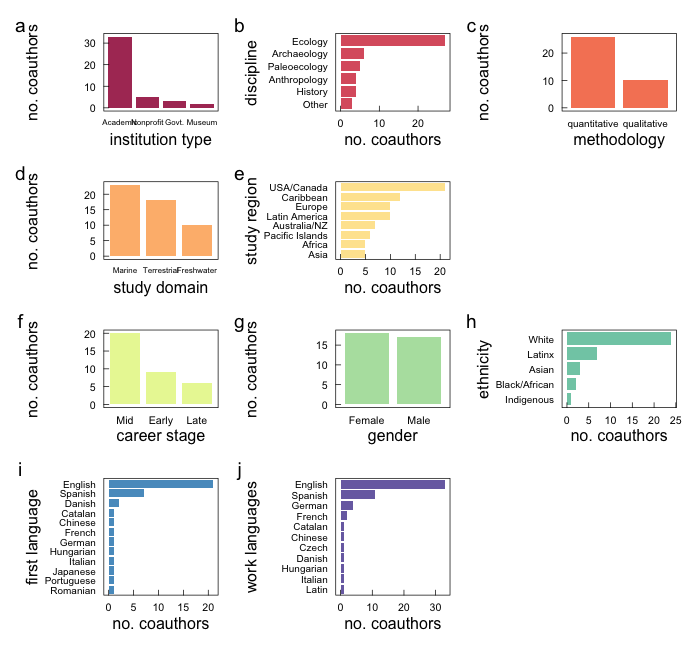 a
no. coauthors
30
20
10
0
Academic Nonprofit Govt. Museum
institution type
b
discipline
Ecology
Archaeology
Paleoecology
Anthropology
History
Other
0 20
no. coauthors
c
no. coauthors
20
10
0
quantitative qualitative
methodology
d
no. coauthors
20
15
10
5
0
Marine Terrestrial Freshwater
study domain
e
study region
USA/Canada
Caribbean
Europe
Latin America
Australia/NZ
Pacific Islands
Africa
Asia
0 5 10 15 20
no. coauthors
f
no. coauthors
20
15
10
5
0
Mid Early Late
career stage
g
no. coauthors
15
10
5
0
Female Male
gender
h
ethnicity
White
Latinx
Asian
Black/African
Indigenous
0 5 10 15 20 25
no. coauthors
i
first language
English
Spanish
Danish
Catalan
Chinese
French
German
Hungarian
Italian
Japanese
Portuguese
Romanian
0 5 10 15 20
no. coauthors
j
work languages
English
Spanish
German
French
Catalan
Chinese
Czech
Danish
Hungarian
Italian
Latin
0 10 20 30
no. coauthors